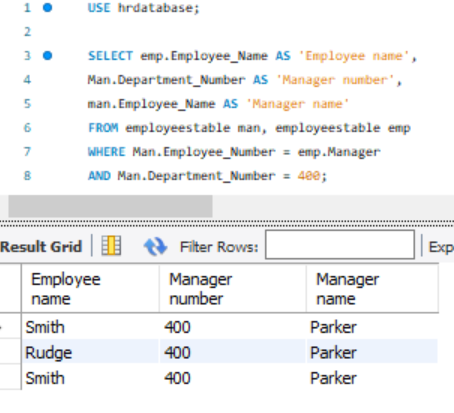 1 USE hrdatabase;
2
3 SELECT emp.Employee_Name AS 'Employee name',
4 Man.Department_Number AS 'Manager number',
5 man.Employee_Name AS 'Manager name'
6 FROM employeestable man, employeestable emp
7 WHERE Man.Employee_Number = emp.Manager
8 AND Man.Department_Number = 400;
Result Grid Filter Rows: Exp
Employee name Manager number Manager name
Smith 400 Parker
Rudge 400 Parker
Smith 400 Parker